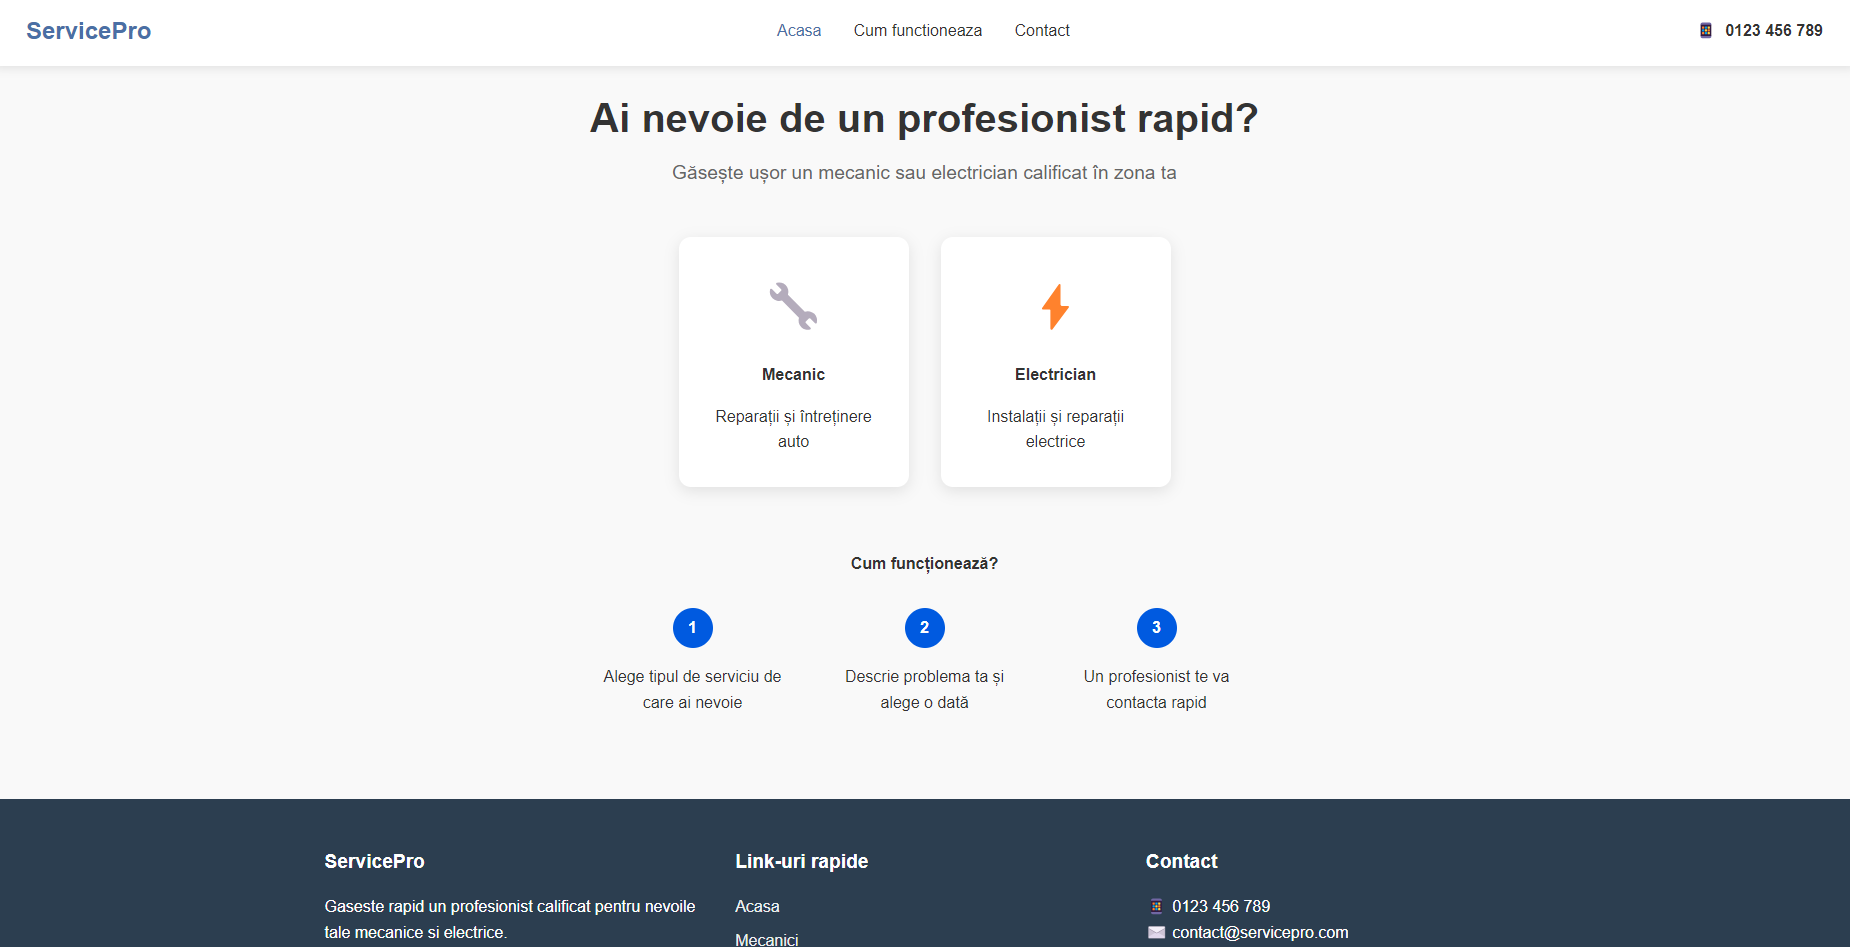 ServicePro
Acasa
Cum functioneaza
Contact
0123 456 789
Ai nevoie de un profesionist rapid?
Găsește ușor un mecanic sau electrician calificat în zona ta
Mecanic
Reparații și întreținere
auto
Electrician
Instalații și reparații
electrice
Cum funcționează?
1
Alege tipul de serviciu de
care ai nevoie
2
Descrie problema ta și
alege o dată
3
Un profesionist te va
contacta rapid
ServicePro
Gaseste rapid un profesionist calificat pentru nevoile
tale mecanice si electrice.
Link-uri rapide
Acasa
Mecanici
Contact
0123 456 789
contact@servicepro.com